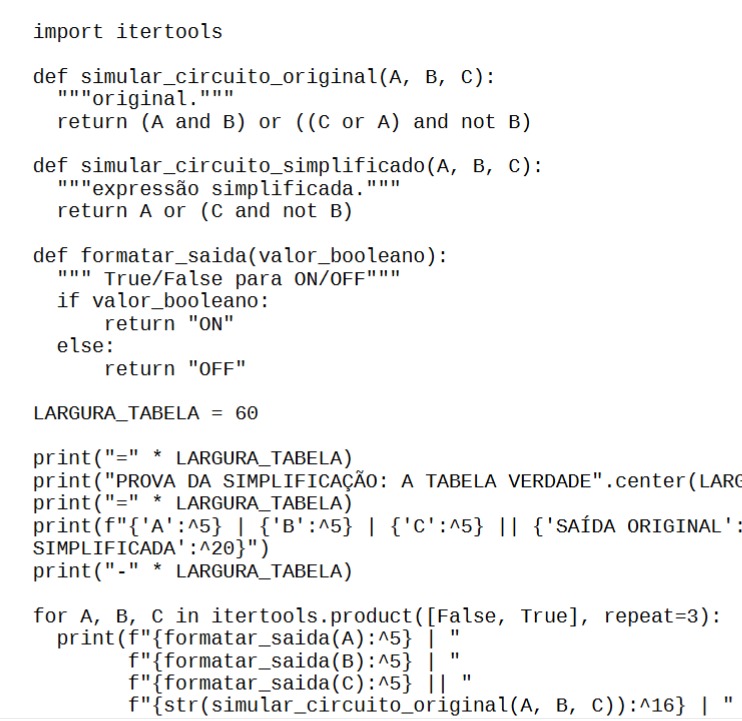 import itertools
def simular_circuito_original(A, B, C):
"""original."""
return (A and B) or ((C or A) and not B)
def simular_circuito_simplificado(A, B, C):
"""expressão simplificada."""
return A or (C and not B)
def formatar_saida(valor_booleano):
""" True/False para ON/OFF"""
if valor_booleano:
return "ON"
else:
return "OFF"
LARGURA_TABELA = 60
print("=" * LARGURA_TABELA)
print("PROVA DA SIMPLIFICAÇÃO: A TABELA VERDADE".center(LARG
print("=" * LARGURA_TABELA)
print(f"{'A':^5} | {'B':^5} | {'C':^5} || {'SAÍDA ORIGINAL':
SIMPLIFICADA':^20}")
print("-" * LARGURA_TABELA)
for A, B, C in itertools.product([False, True], repeat=3):
print(f"{formatar_saida(A):^5} | "
f"{formatar_saida(B):^5} | "
f"{formatar_saida(C):^5} || "
f"{str(simular_circuito_original(A, B, C)):^16} | "